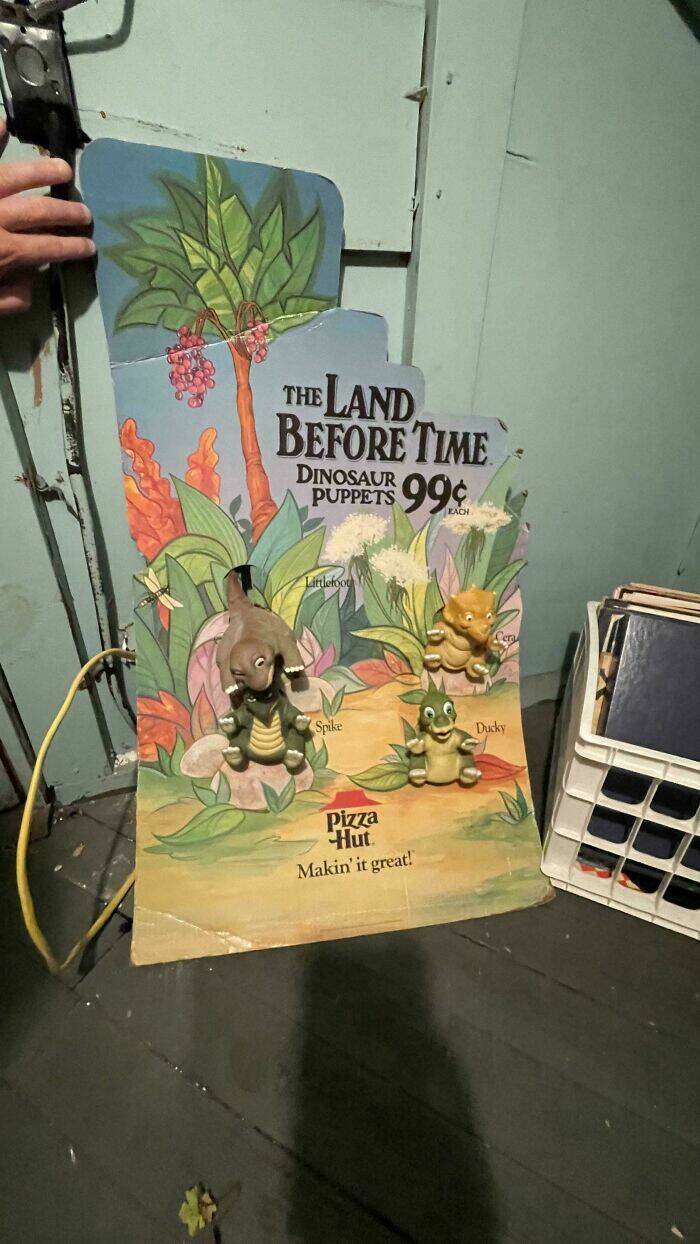 THE LAND
BEFORE TIME
DINOSAUR
PUPPETS 99¢
EACH
Littlefoot
Cera
Spike
Ducky
Pizza
Hut
Makin' it great!